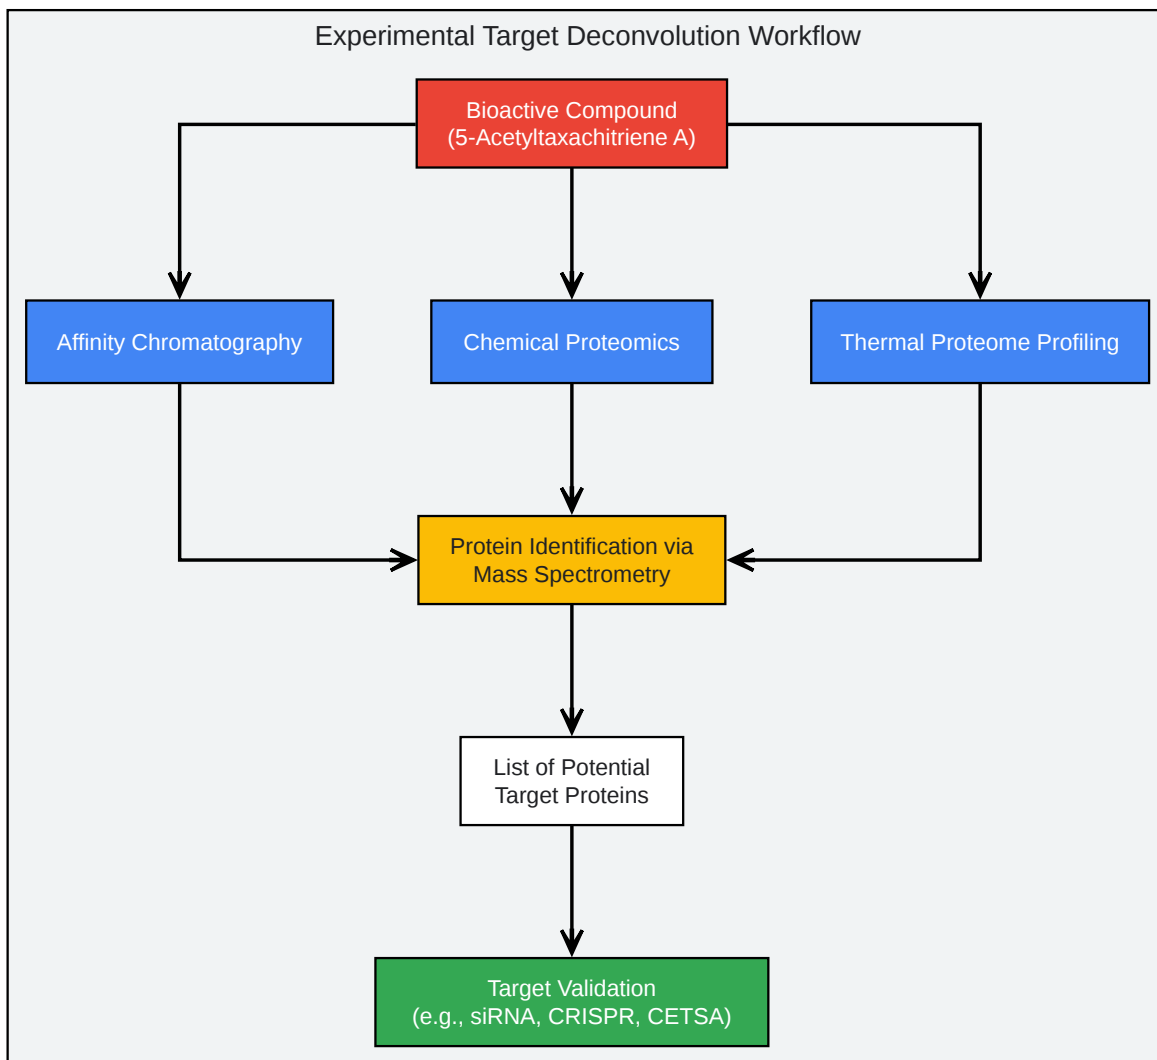 Experimental Target Deconvolution Workflow
Bioactive Compound
(5-Acetyltaxachitriene A)
Affinity Chromatography
Chemical Proteomics
Thermal Proteome Profiling
Protein Identification via
Mass Spectrometry
List of Potential
Target Proteins
Target Validation
(e.g., siRNA, CRISPR, CETSA)